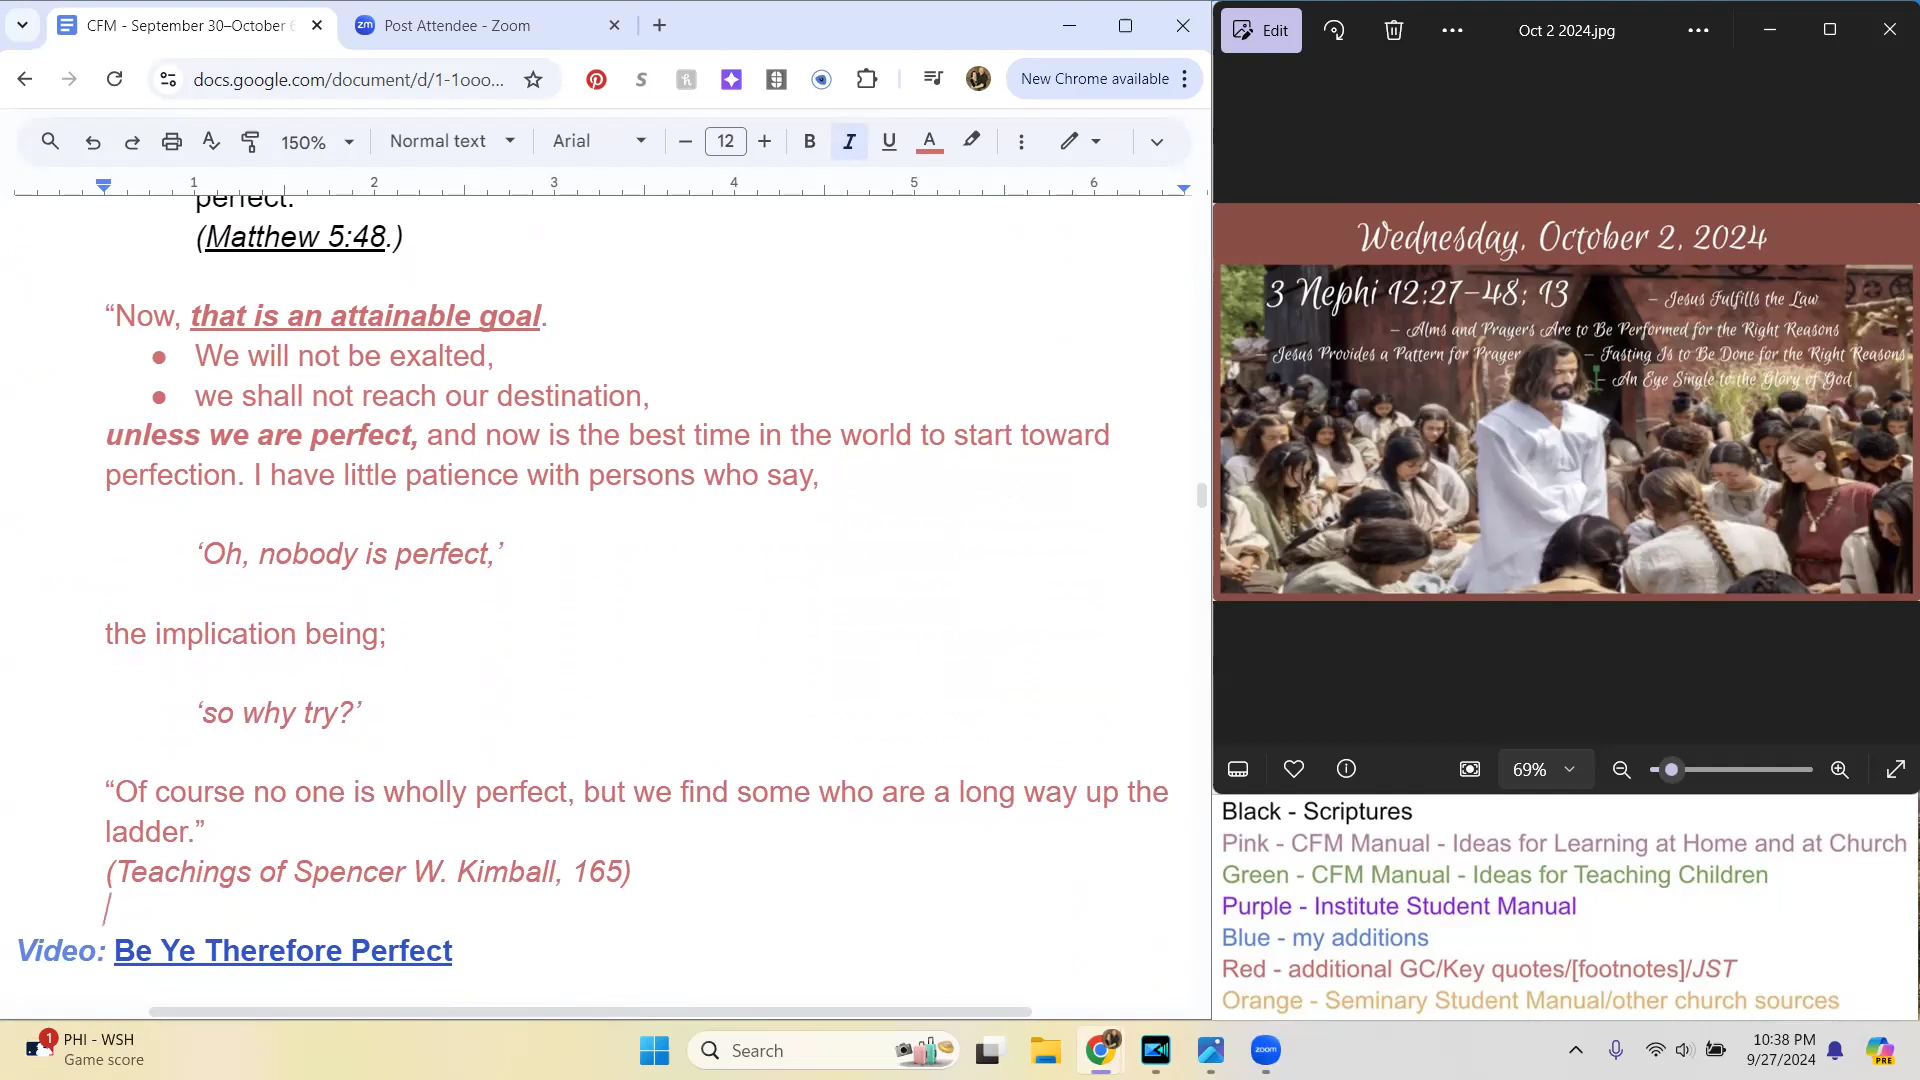 CFM - September 30–October 6
Post Attendee - Zoom
docs.google.com/document/d/1-1ooo...
New Chrome available
150%
Normal text
Arial
12
B I U A
1 2 3 4 5 6
perfect.
(Matthew 5:48.)
“Now, that is an attainable goal.
● We will not be exalted,
● we shall not reach our destination,
unless we are perfect, and now is the best time in the world to start toward
perfection. I have little patience with persons who say,
‘Oh, nobody is perfect,’
the implication being;
‘so why try?’
“Of course no one is wholly perfect, but we find some who are a long way up the
ladder.”
(Teachings of Spencer W. Kimball, 165)
Video: Be Ye Therefore Perfect
Edit
Oct 2 2024.jpg
Wednesday, October 2, 2024
3 Nephi 12:27–48; 13
– Jesus Fulfills the Law
– Alms and Prayers Are to Be Performed for the Right Reasons
– Jesus Provides a Pattern for Prayer
– Fasting Is to Be Done for the Right Reasons
– An Eye Single to the Glory of God
69%
Black - Scriptures
Pink - CFM Manual - Ideas for Learning at Home and at Church
Green - CFM Manual - Ideas for Teaching Children
Purple - Institute Student Manual
Blue - my additions
Red - additional GC/Key quotes/[footnotes]/JST
Orange - Seminary Student Manual/other church sources
1
PHI - WSH
Game score
Search
zoom
10:38 PM
9/27/2024
PRE